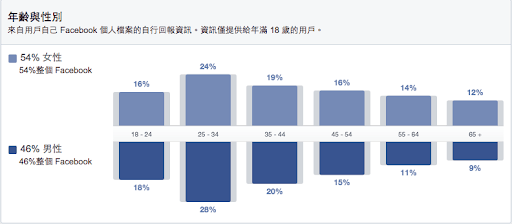 年齡與性別
來自用戶自己 Facebook 個人檔案的自行回報資訊。資訊僅提供給年滿 18 歲的用戶。
54% 女性
54%整個 Facebook
16% 24% 19% 16% 14% 12%
18 - 24 25 - 34 35 - 44 45 - 54 55 - 64 65 +
46% 男性
46%整個 Facebook
18% 28% 20% 15% 11% 9%